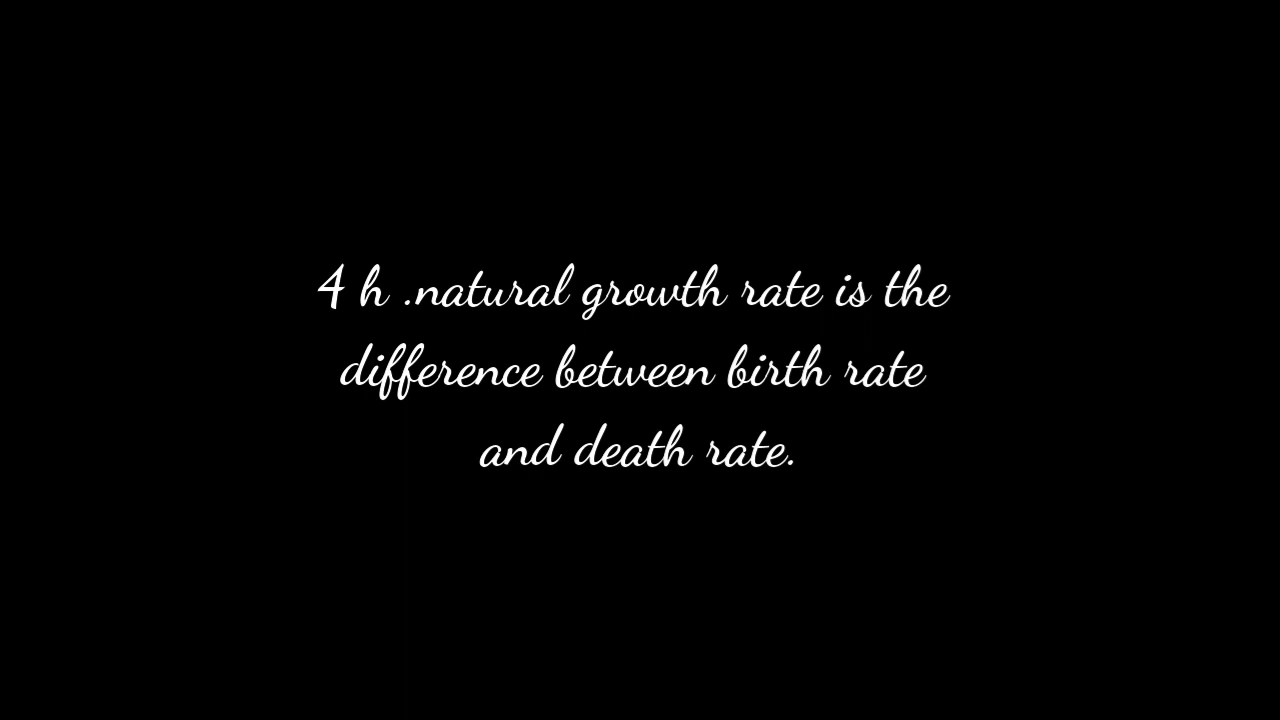 4 h .natural growth rate is the
difference between birth rate
and death rate.